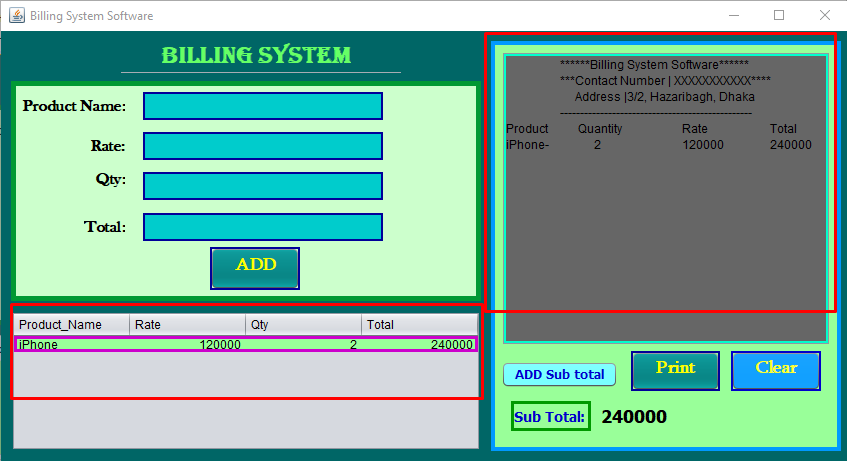 Billing System Software
BILLING SYSTEM
Product Name:
Rate:
Qty:
Total:
ADD
Product_Name Rate Qty Total
iPhone 120000 2 240000
******Billing System Software******
***Contact Number | XXXXXXXXXXX****
Address |3/2, Hazaribagh, Dhaka
------------------------------------------------
Product Quantity Rate Total
iPhone- 2 120000 240000
ADD Sub total
Print
Clear
Sub Total: 240000